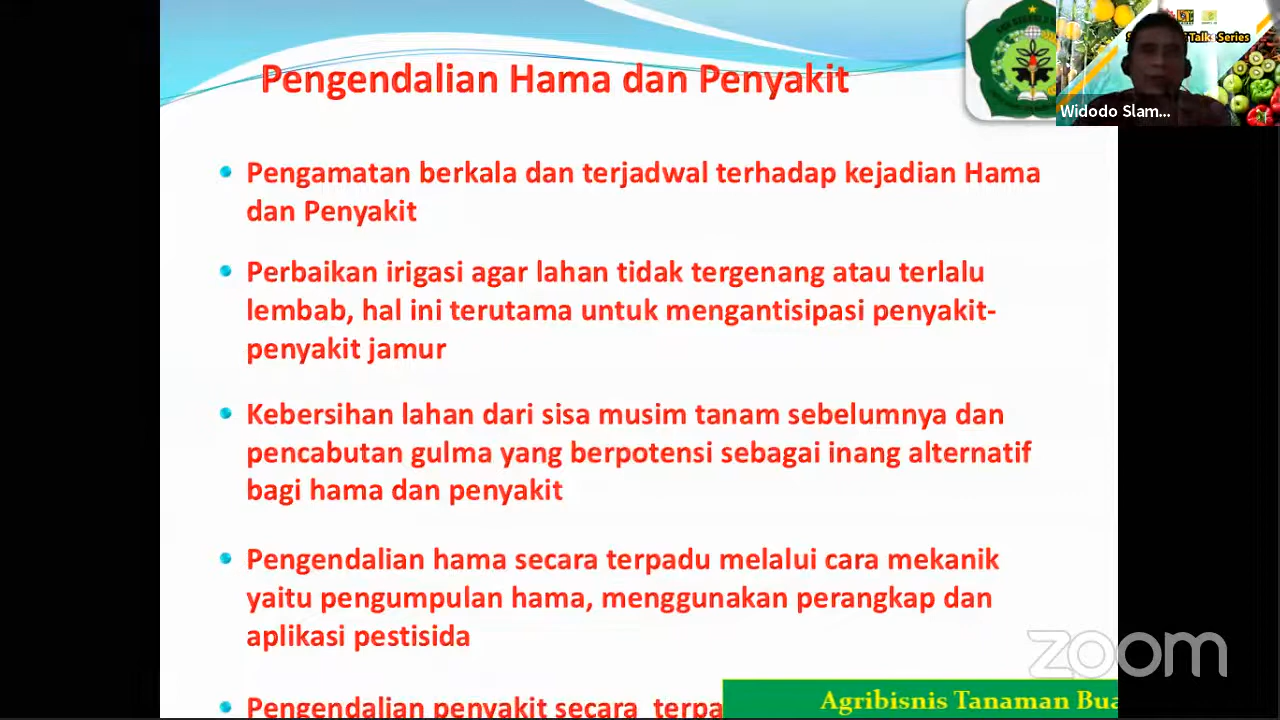 Pengendalian Hama dan Penyakit
Talk Series
Widodo Slam...
Pengamatan berkala dan terjadwal terhadap kejadian Hama
dan Penyakit
Perbaikan irigasi agar lahan tidak tergenang atau terlalu
lembab, hal ini terutama untuk mengantisipasi penyakit-
penyakit jamur
Kebersihan lahan dari sisa musim tanam sebelumnya dan
pencabutan gulma yang berpotensi sebagai inang alternatif
bagi hama dan penyakit
Pengendalian hama secara terpadu melalui cara mekanik
yaitu pengumpulan hama, menggunakan perangkap dan
aplikasi pestisida
zoom
Pengendalian penyakit secara terpa
Agribisnis Tanaman Bua